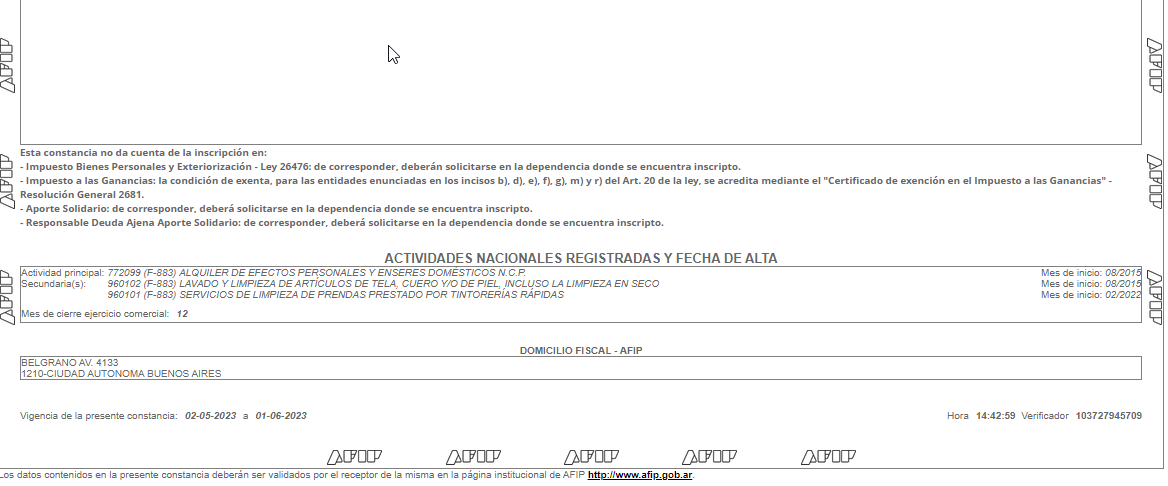 Esta constancia no da cuenta de la inscripción en:
- Impuesto Bienes Personales y Exteriorización - Ley 26476: de corresponder, deberán solicitarse en la dependencia donde se encuentra inscripto.
- Impuesto a las Ganancias: la condición de exenta, para las entidades enunciadas en los incisos b), d), e), f), g), m) y r) del Art. 20 de la ley, se acredita mediante el "Certificado de exención en el Impuesto a las Ganancias" -
Resolución General 2681.
- Aporte Solidario: de corresponder, deberá solicitarse en la dependencia donde se encuentra inscripto.
- Responsable Deuda Ajena Aporte Solidario: de corresponder, deberá solicitarse en la dependencia donde se encuentra inscripto.
ACTIVIDADES NACIONALES REGISTRADAS Y FECHA DE ALTA
Actividad principal: 772099 (F-883) ALQUILER DE EFECTOS PERSONALES Y ENSERES DOMÉSTICOS N.C.P. Mes de inicio: 08/2015
Secundaria(s): 960102 (F-883) LAVADO Y LIMPIEZA DE ARTÍCULOS DE TELA, CUERO Y/O DE PIEL, INCLUSO LA LIMPIEZA EN SECO Mes de inicio: 08/2015
960101 (F-883) SERVICIOS DE LIMPIEZA DE PRENDAS PRESTADO POR TINTORERÍAS RÁPIDAS Mes de inicio: 02/2022
Mes de cierre ejercicio comercial: 12
DOMICILIO FISCAL - AFIP
BELGRANO AV. 4133
1210-CIUDAD AUTONOMA BUENOS AIRES
Vigencia de la presente constancia: 02-05-2023 a 01-06-2023 Hora 14:42:59 Verificador 103727945709
AFIP AFIP AFIP AFIP AFIP
Los datos contenidos en la presente constancia deberán ser validados por el receptor de la misma en la página institucional de AFIP http://www.afip.gob.ar.
AFIP
AFIP
AFIP
AFIP
AFIP
AFIP